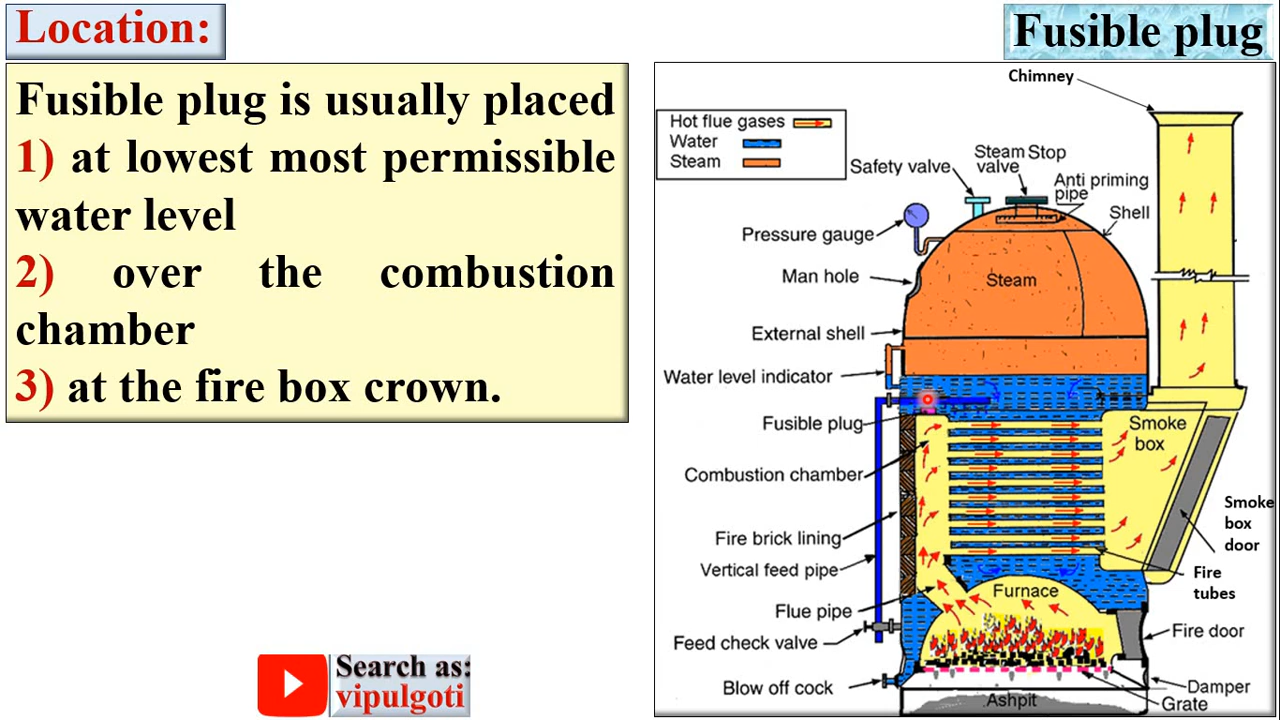 Location:
Fusible plug
Fusible plug is usually placed
1) at lowest most permissible
water level
2) over the combustion
chamber
3) at the fire box crown.
Chimney
Hot flue gases
Water
Steam
Safety valve
Steam Stop
valve
Anti priming
pipe
Shell
Pressure gauge
Man hole
Steam
External shell
Water level indicator
Fusible plug
Smoke
box
Combustion chamber
Smoke
box
door
Fire brick lining
Vertical feed pipe
Fire
tubes
Furnace
Flue pipe
Fire door
Feed check valve
Blow off cock
Damper
Ashpit
Grate
Search as:
vipulgoti